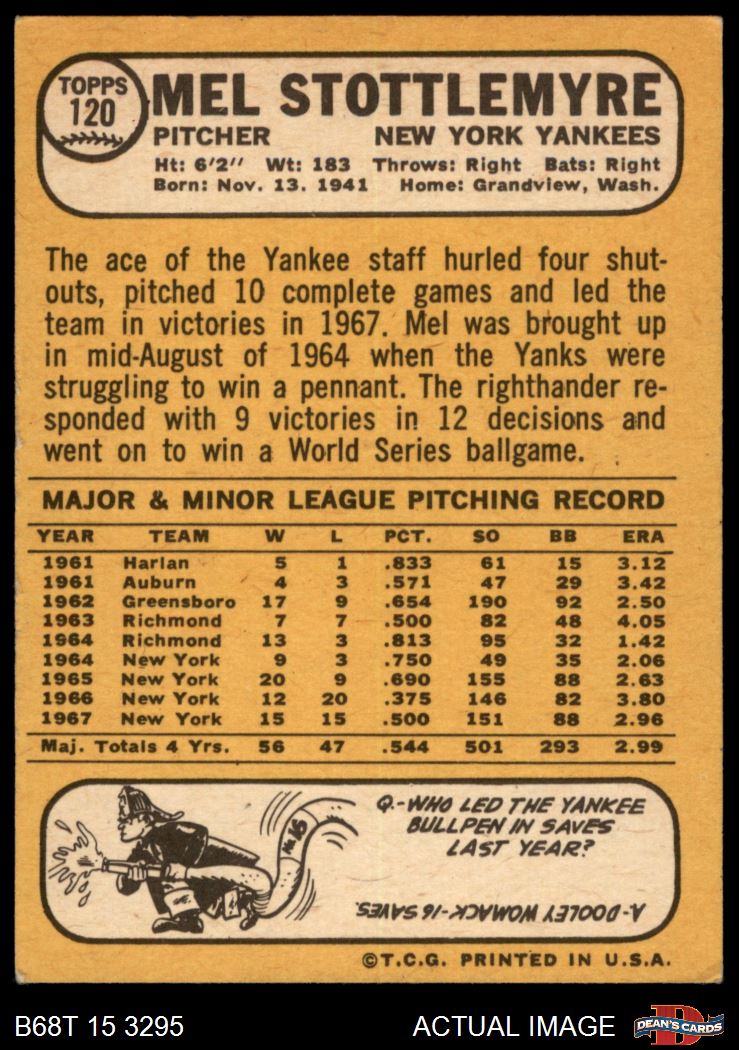 TOPPS
120
MEL STOTTLEMYRE
PITCHER NEW YORK YANKEES
Ht: 6'2" Wt: 183 Throws: Right Bats: Right
Born: Nov. 13. 1941 Home: Grandview, Wash.
The ace of the Yankee staff hurled four shut-
outs, pitched 10 complete games and led the
team in victories in 1967. Mel was brought up
in mid-August of 1964 when the Yanks were
struggling to win a pennant. The righthander re-
sponded with 9 victories in 12 decisions and
went on to win a World Series ballgame.
MAJOR & MINOR LEAGUE PITCHING RECORD
YEAR TEAM W L PCT. SO BB ERA
1961 Harlan 5 1 .833 61 15 3.12
1961 Auburn 4 3 .571 47 29 3.42
1962 Greensboro 17 9 .654 190 92 2.50
1963 Richmond 7 7 .500 82 48 4.05
1964 Richmond 13 3 .813 95 32 1.42
1964 New York 9 3 .750 49 35 2.06
1965 New York 20 9 .690 155 88 2.63
1966 New York 12 20 .375 146 82 3.80
1967 New York 15 15 .500 151 88 2.96
Maj. Totals 4 Yrs. 56 47 .544 501 293 2.99
No. 16
Q.-WHO LED THE YANKEE
BULLPEN IN SAVES
LAST YEAR?
A-DOOLEY WOMACK-16 SAVES.
©T.C.G. PRINTED IN U.S.A.
B68T 15 3295 ACTUAL IMAGE
D
DEAN'S CARDS